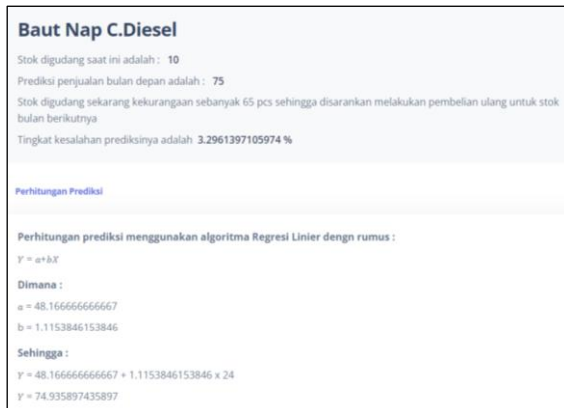 Baut Nap C.Diesel
Stok digudang saat ini adalah : 10
Prediksi penjualan bulan depan adalah : 75
Stok digudang sekarang kekurangaan sebanyak 65 pcs sehingga disarankan melakukan pembelian ulang untuk stok
bulan berikutnya
Tingkat kesalahan prediksinya adalah 3.2961397105974 %
Perhitungan Prediksi
Perhitungan prediksi menggunakan algoritma Regresi Linier dengn rumus :
Y = a+bX
Dimana :
a = 48.166666666667
b = 1.1153846153846
Sehingga :
Y = 48.166666666667 + 1.1153846153846 x 24
Y = 74.935897435897